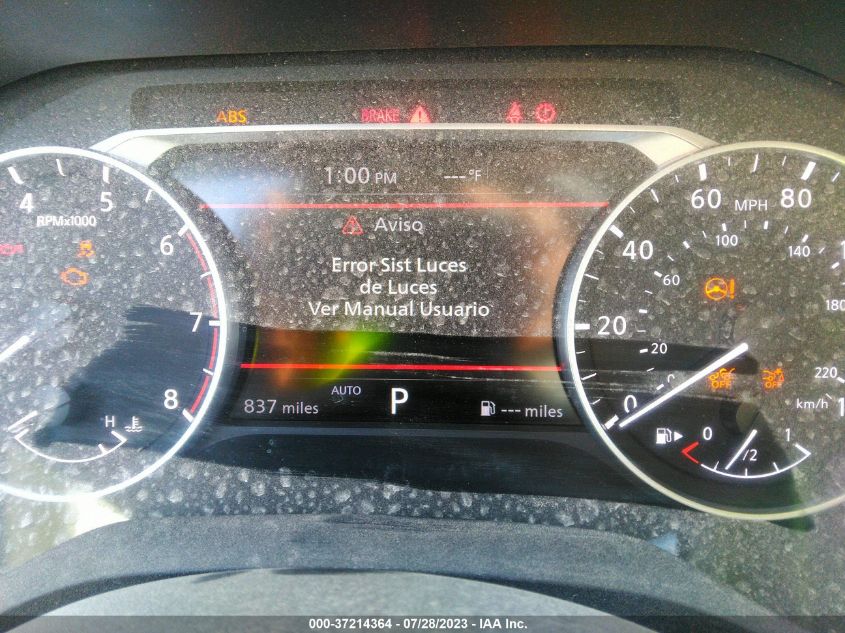 ABS
BRAKE
1:00 PM
---°F
4
5
RPMx1000
6
7
8
H
Aviso
Error Sist Luces
de Luces
Ver Manual Usuario
AUTO
837 miles
P
--- miles
60
MPH
80
40
100
140
60
180
20
20
220
0
0
km/h
OFF
OFF
0
1/2
1
000-37214364 / 07/28/2023 - IAA Inc.